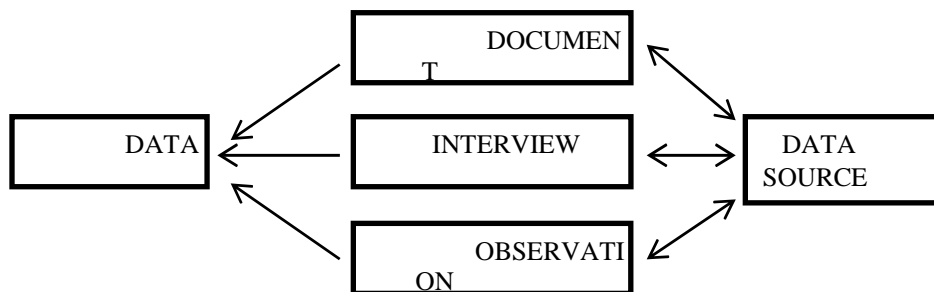 DOCUMEN
T
DATA
INTERVIEW
DATA
SOURCE
OBSERVATI
ON